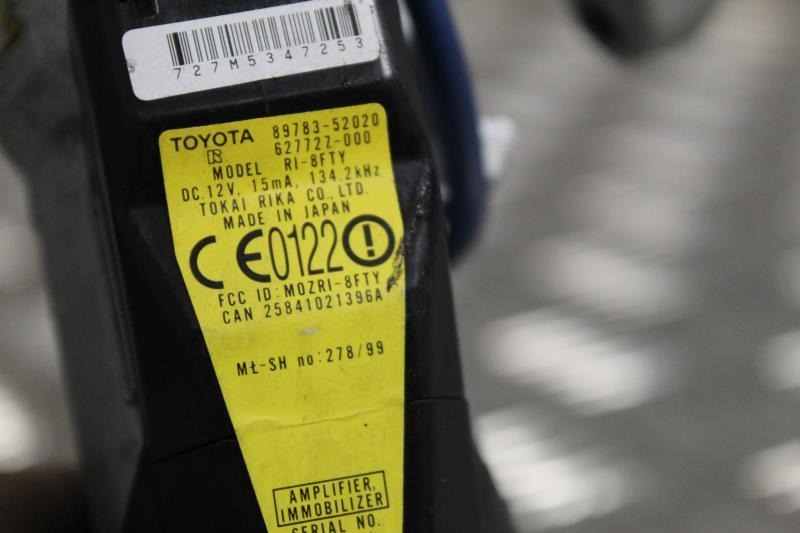 727M5347253
TOYOTA 89783-52020
R 627727-000
MODEL RI-8FTY
DC.12V, 15mA, 134.2kHz
TOKAI RIKA CO., LTD.
MADE IN JAPAN
CE0122
FCC ID: MOZRI-8FTY
CAN 25841021396A
MŁ-SH no:278/99
AMPLIFIER,
IMMOBILIZER
SERIAL NO.